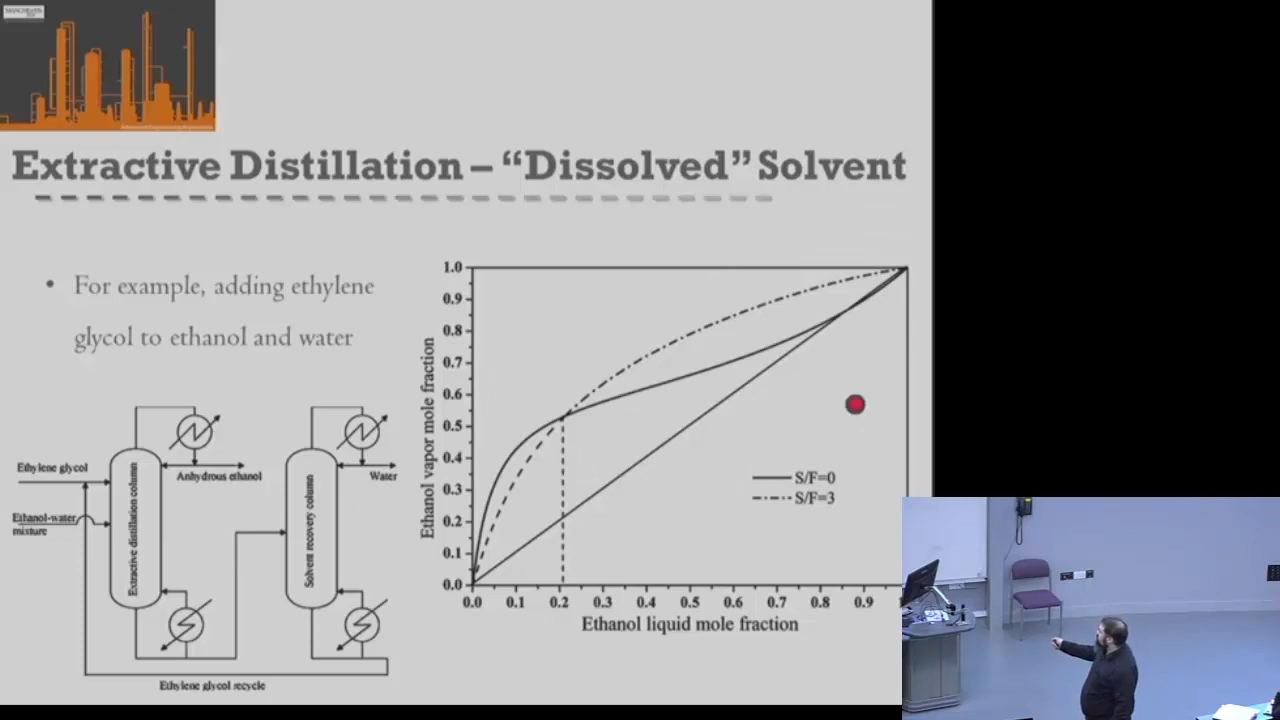 Extractive Distillation – “Dissolved” Solvent
• For example, adding ethylene
glycol to ethanol and water
Ethylene glycol
Ethanol-water
mixture
Extractive distillation column
Anhydrous ethanol
Solvent recovery column
Water
Ethylene glycol recycle
Ethanol vapor mole fraction
1.0
0.9
0.8
0.7
0.6
0.5
0.4
0.3
0.2
0.1
0.0
S/F=0
S/F=3
0.0 0.1 0.2 0.3 0.4 0.5 0.6 0.7 0.8 0.9
Ethanol liquid mole fraction